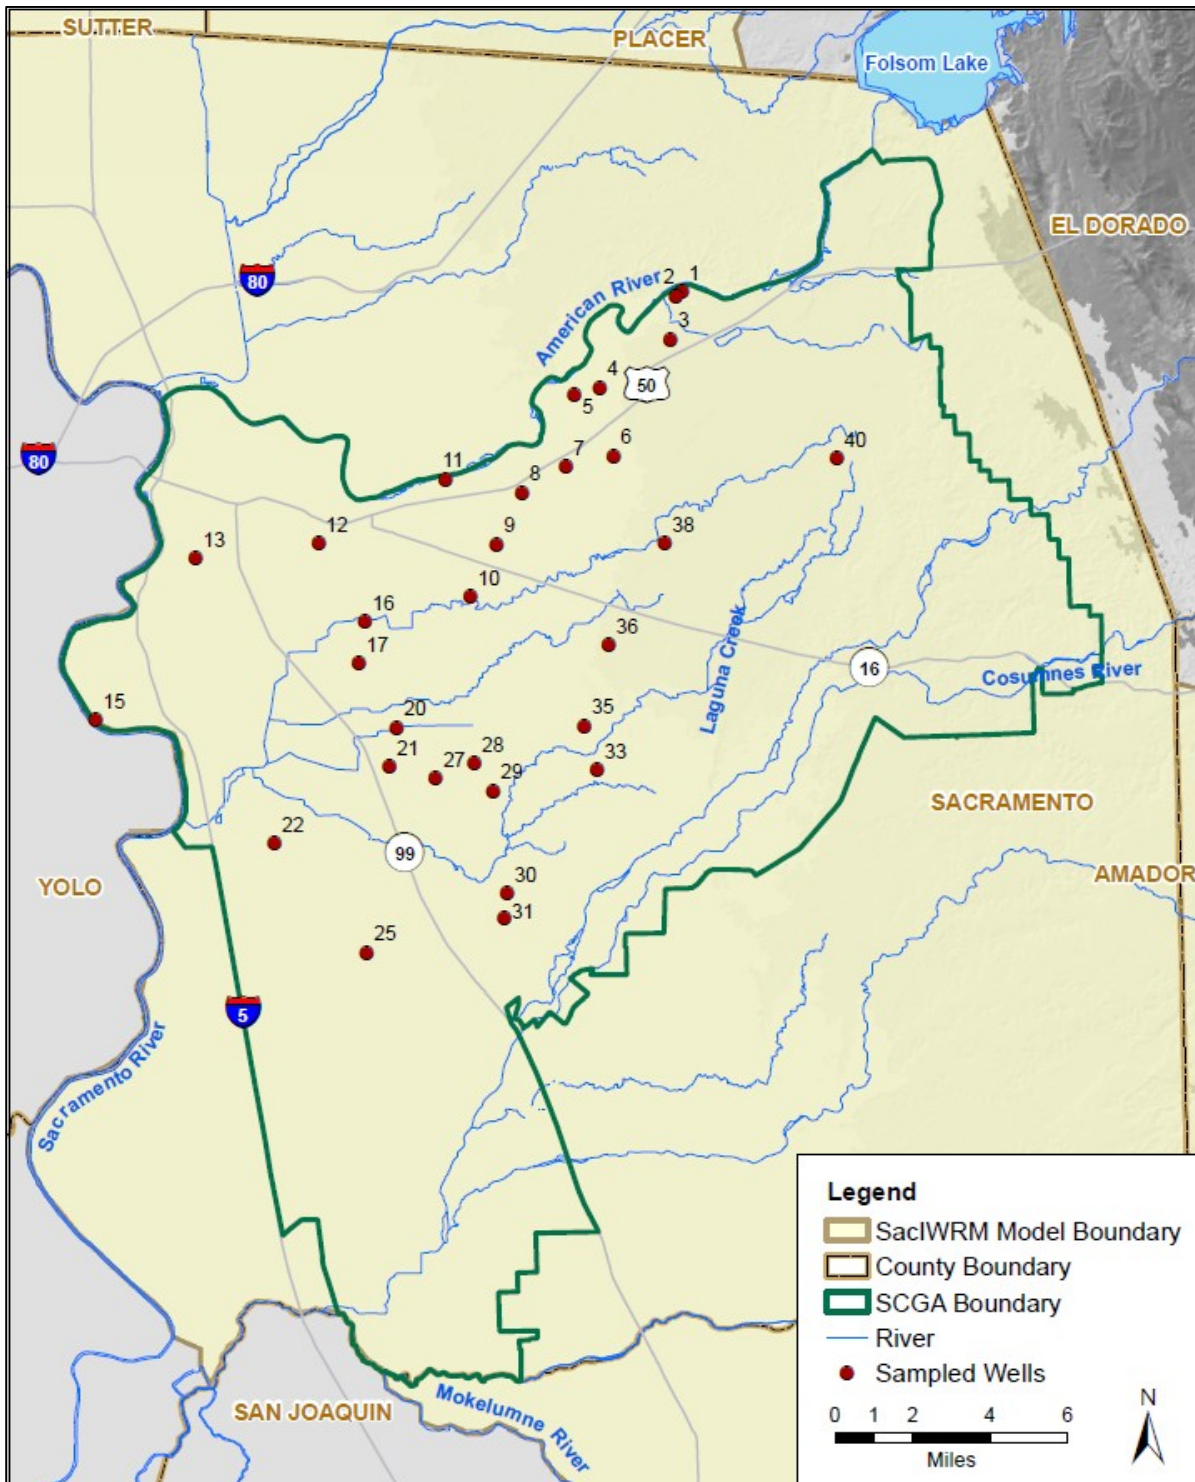 SUTTER
PLACER
Folsom Lake
EL DORADO
80
American River
2 1
3
4
50
5
6
7
40
80
11
8
12
9
38
13
10
16
36
17
Laguna Creek
16
Cosumnes River
15
20
35
21
27
28
33
29
SACRAMENTO
22
99
YOLO
AMADOR
30
31
25
5
Sacramento River
SAN JOAQUIN
Mokelumne River
Legend
SacIWRM Model Boundary
County Boundary
SCGA Boundary
River
Sampled Wells
N
0 1 2 4 6
Miles